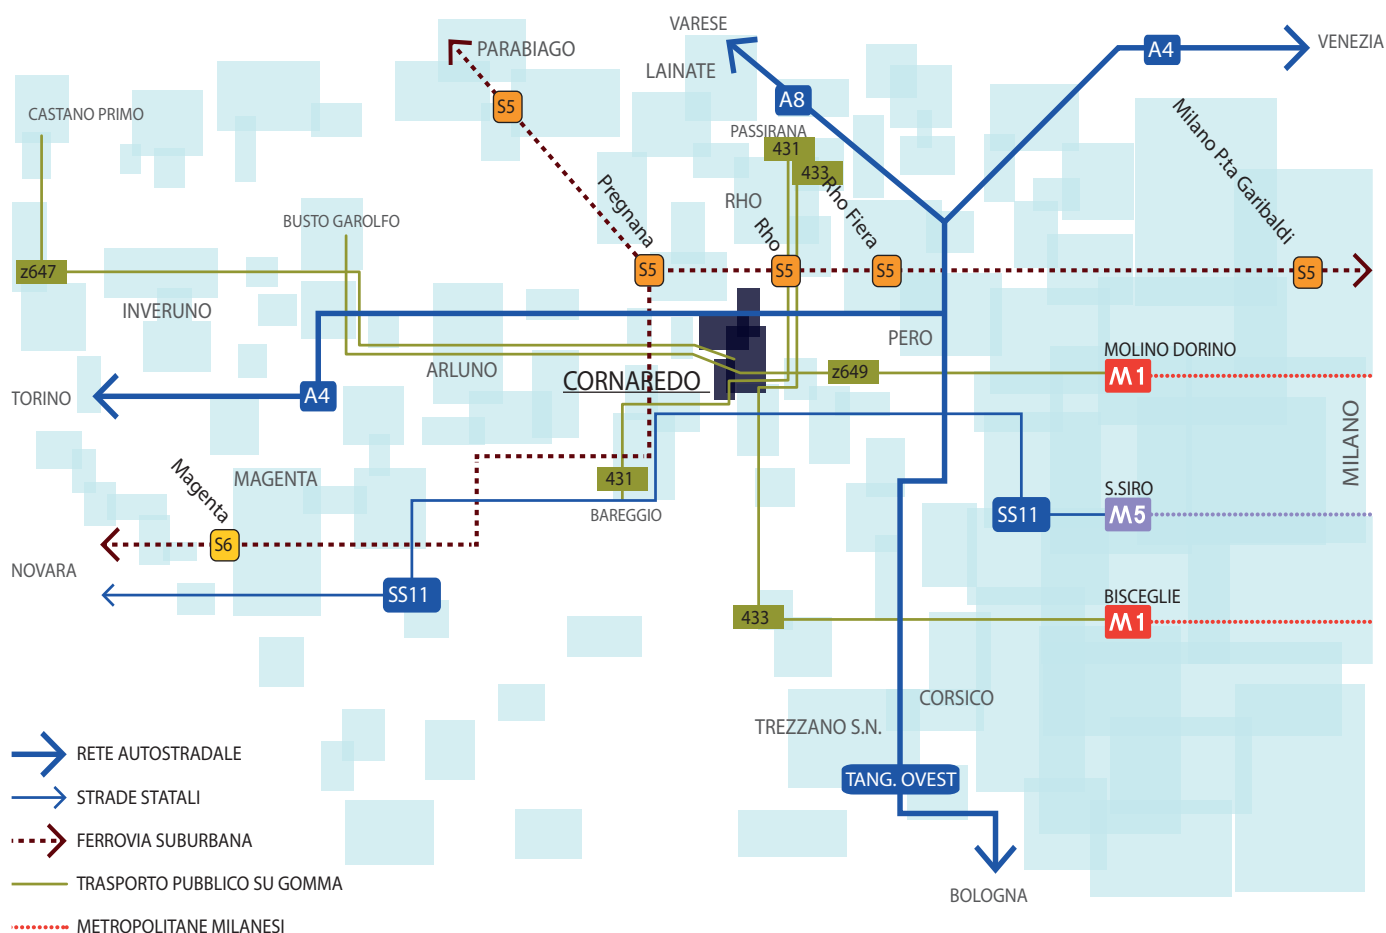 VARESE
VENEZIA
A4
PARABIAGO
LAINATE
A8
S5
CASTANO PRIMO
PASSIRANA
431
433
Milano P.ta Garibaldi
Pregnana
RHO
Rho Fiera
BUSTO GAROLFO
Rho
z647
S5
S5
S5
S5
INVERUNO
PERO
MOLINO DORINO
ARLUNO
z649
M1
CORNAREDO
TORINO
A4
MILANO
Magenta
MAGENTA
431
S.SIRO
BAREGGIO
SS11
M5
S6
NOVARA
SS11
BISCEGLIE
433
M1
CORSICO
TREZZANO S.N.
RETE AUTOSTRADALE
TANG. OVEST
STRADE STATALI
FERROVIA SUBURBANA
TRASPORTO PUBBLICO SU GOMMA
BOLOGNA
METROPOLITANE MILANESI